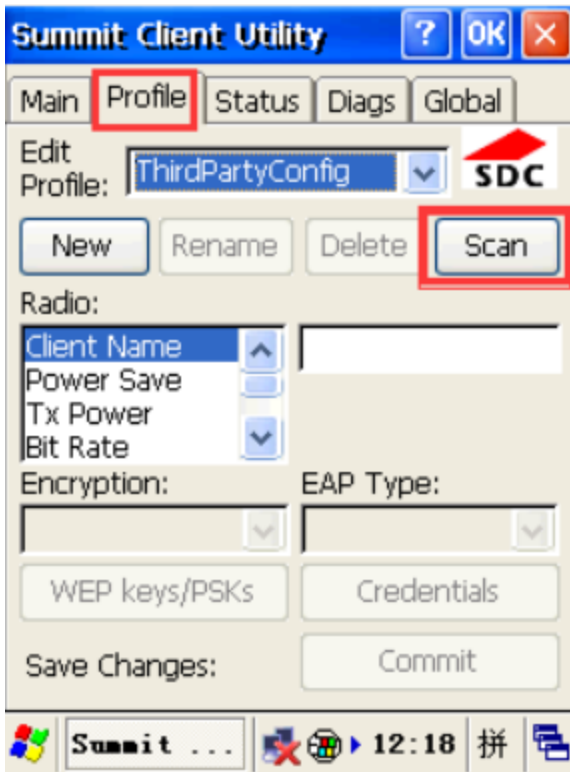 Summit Client Utility ? OK ×
Main Profile Status Diags Global
Edit
Profile: ThirdPartyConfig SDC
New Rename Delete Scan
Radio:
Client Name
Power Save
Tx Power
Bit Rate
Encryption: EAP Type:
WEP keys/PSKs Credentials
Save Changes: Commit
Summit ... 12:18 拼